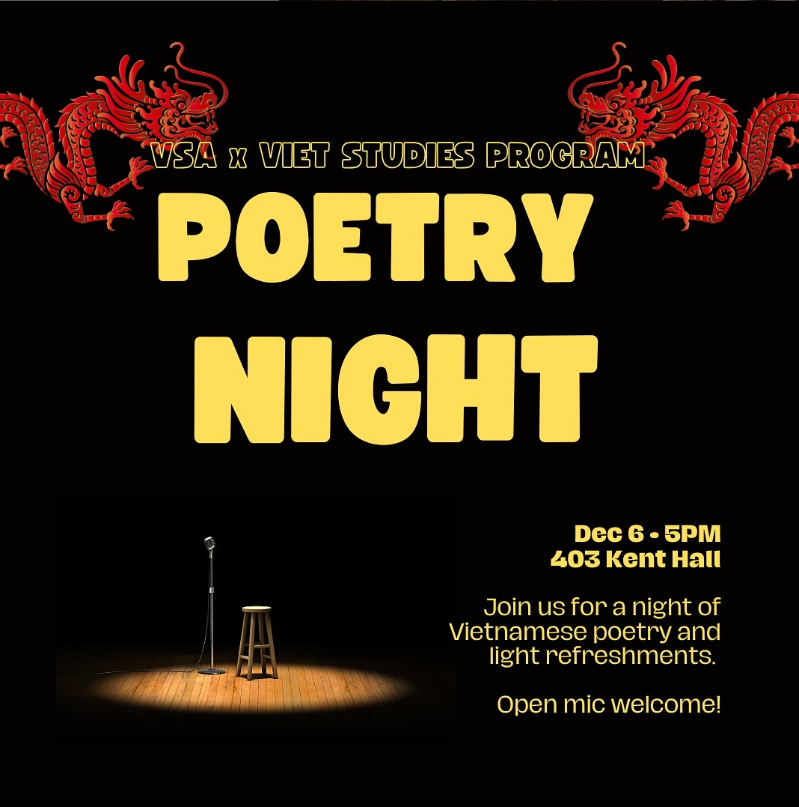 VSA x VIET STUDIES PROGRAM
POETRY
NIGHT
Dec 6 • 5PM
403 Kent Hall
Join us for a night of
Vietnamese poetry and
light refreshments.
Open mic welcome!